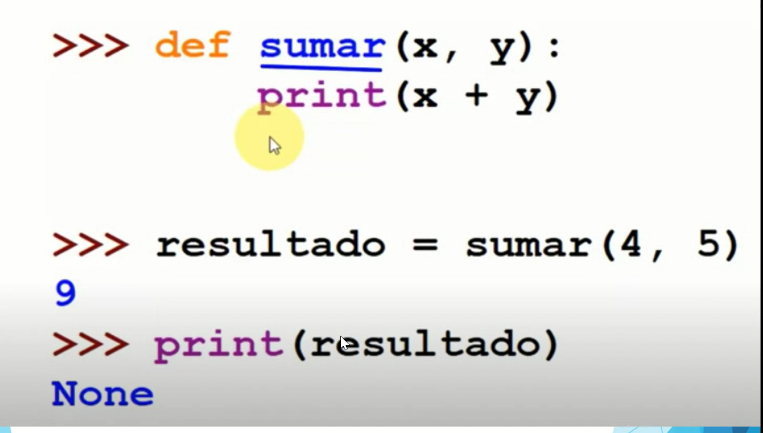 >>> def sumar(x, y):
print(x + y)
>>> resultado = sumar(4, 5)
9
>>> print(resultado)
None